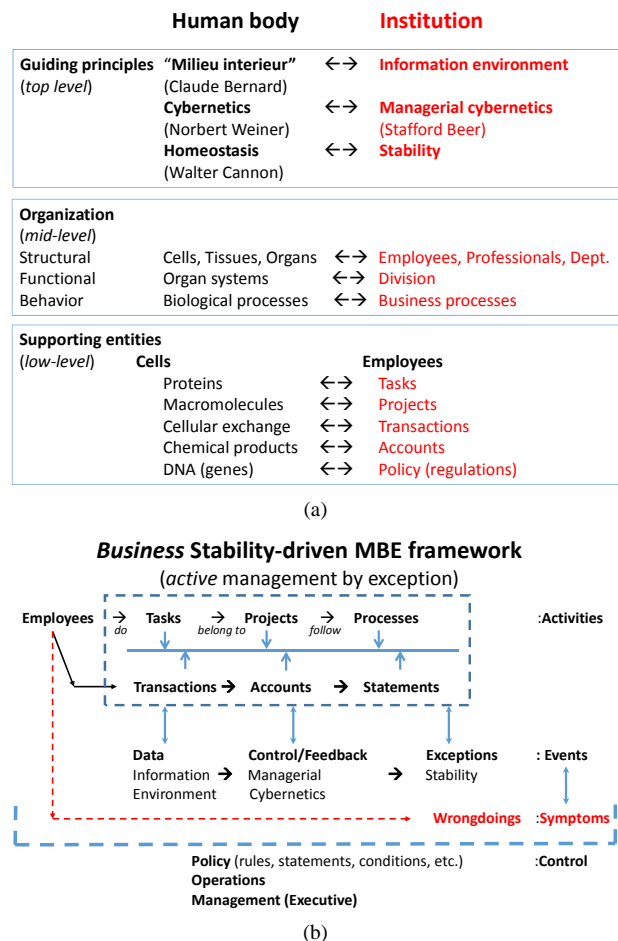 Human body Institution
Guiding principles “Milieu interieur” ←→ Information environment
(top level) (Claude Bernard)
Cybernetics ←→ Managerial cybernetics
(Norbert Weiner) (Stafford Beer)
Homeostasis ←→ Stability
(Walter Cannon)
Organization
(mid-level)
Structural Cells, Tissues, Organs ←→ Employees, Professionals, Dept.
Functional Organ systems ←→ Division
Behavior Biological processes ←→ Business processes
Supporting entities
(low-level) Cells Employees
Proteins ←→ Tasks
Macromolecules ←→ Projects
Cellular exchange ←→ Transactions
Chemical products ←→ Accounts
DNA (genes) ←→ Policy (regulations)
(a)
Business Stability-driven MBE framework
(active management by exception)
Employees → Tasks → Projects → Processes :Activities
do belong to follow
Transactions → Accounts → Statements
Data Control/Feedback Exceptions : Events
Information → Managerial → Stability
Environment Cybernetics
Wrongdoings :Symptoms
Policy (rules, statements, conditions, etc.) :Control
Operations
Management (Executive)
(b)